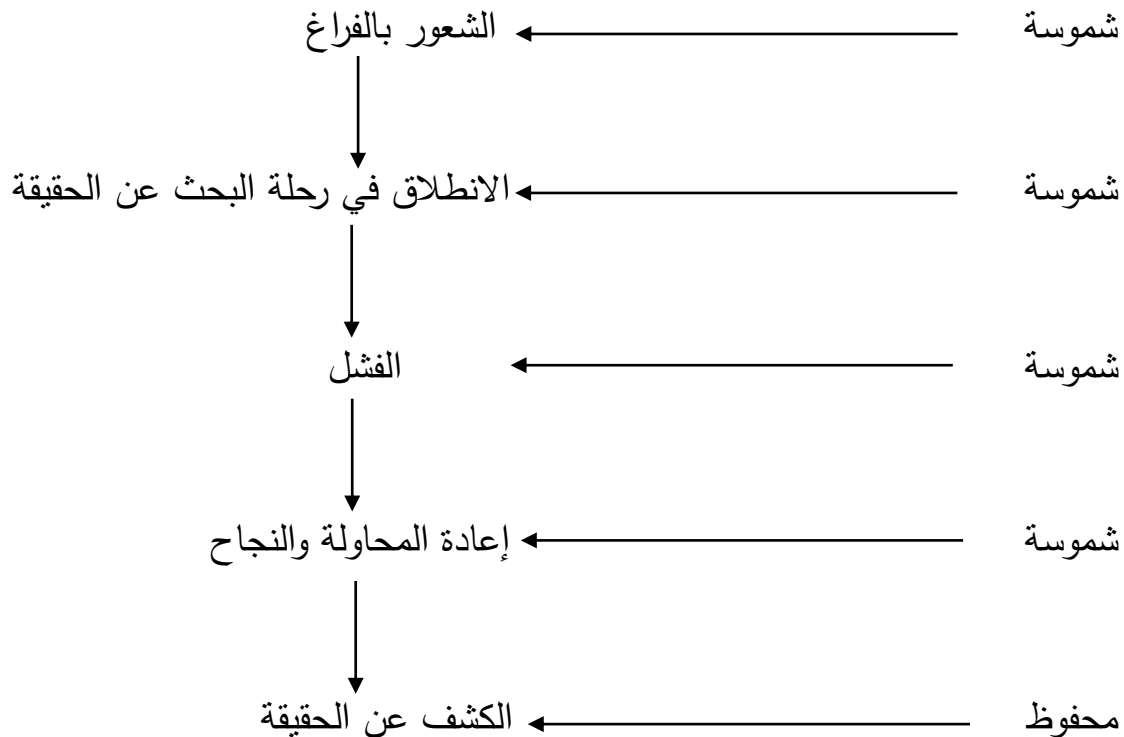 شموسة الشعور بالفراغ
شموسة الانطلاق في رحلة البحث عن الحقيقة
شموسة الفشل
شموسة إعادة المحاولة والنجاح
محفوظ الكشف عن الحقيقة